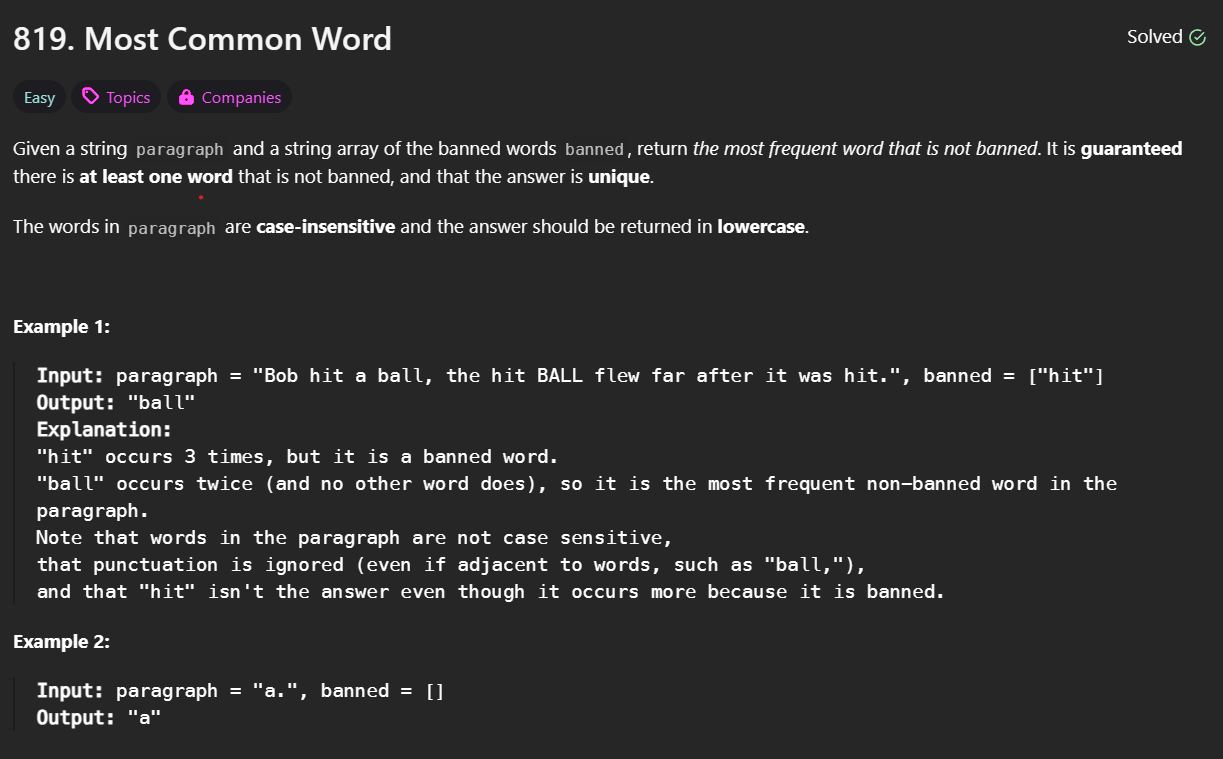 819. Most Common Word
Solved
Easy
Topics
Companies
Given a string paragraph and a string array of the banned words banned, return the most frequent word that is not banned. It is guaranteed
there is at least one word that is not banned, and that the answer is unique.
The words in paragraph are case-insensitive and the answer should be returned in lowercase.
Example 1:
Input: paragraph = "Bob hit a ball, the hit BALL flew far after it was hit.", banned = ["hit"]
Output: "ball"
Explanation:
"hit" occurs 3 times, but it is a banned word.
"ball" occurs twice (and no other word does), so it is the most frequent non-banned word in the
paragraph.
Note that words in the paragraph are not case sensitive,
that punctuation is ignored (even if adjacent to words, such as "ball,"),
and that "hit" isn't the answer even though it occurs more because it is banned.
Example 2:
Input: paragraph = "a.", banned = []
Output: "a"